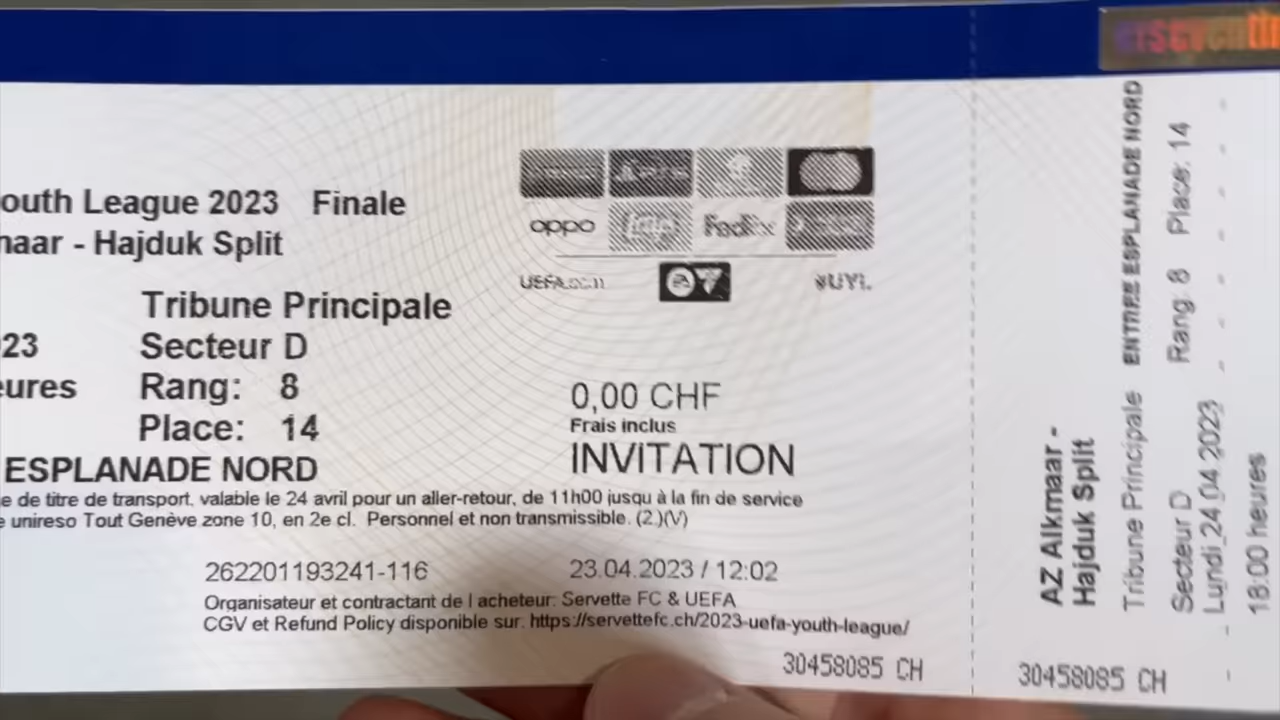 outh League 2023 Finale
naar - Hajduk Split
Tribune Principale
23 Secteur D
eures Rang: 8
Place: 14
ESPLANADE NORD
oppo
FedEx
UEFA.com
#UYL
0,00 CHF
Frais inclus
INVITATION
e de titre de transport, valable le 24 avril pour un aller-retour, de 11h00 jusqu à la fin de service
e unireso Tout Genève zone 10, en 2e cl. Personnel et non transmissible. (2.)(V)
262201193241-116 23.04.2023 / 12:02
Organisateur et contractant de l acheteur: Servette FC & UEFA
CGV et Refund Policy disponible sur: https://servettefc.ch/2023-uefa-youth-league/
30458085 CH
AZ Alkmaar -
Hajduk Split
Tribune Principale ENTREE ESPLANADE NORD
Secteur D Rang: 8 Place: 14
Lundi 24.04.2023
18:00 heures
30458085 CH